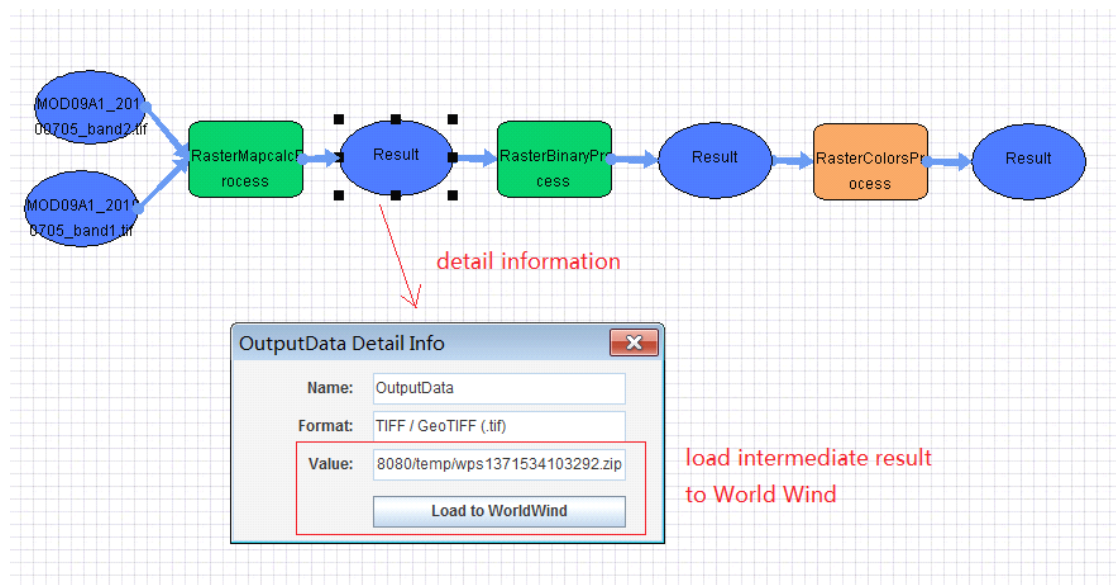 MOD09A1_201
00705_band2.tif
MOD09A1_201
0705_band1.tif
RasterMapcalcP
rocess
Result
RasterBinaryPr
cess
Result
RasterColorsPr
ocess
Result
detail information
OutputData Detail Info
Name: OutputData
Format: TIFF / GeoTIFF (.tif)
Value: 8080/temp/wps1371534103292.zip
Load to WorldWind
load intermediate result
to World Wind